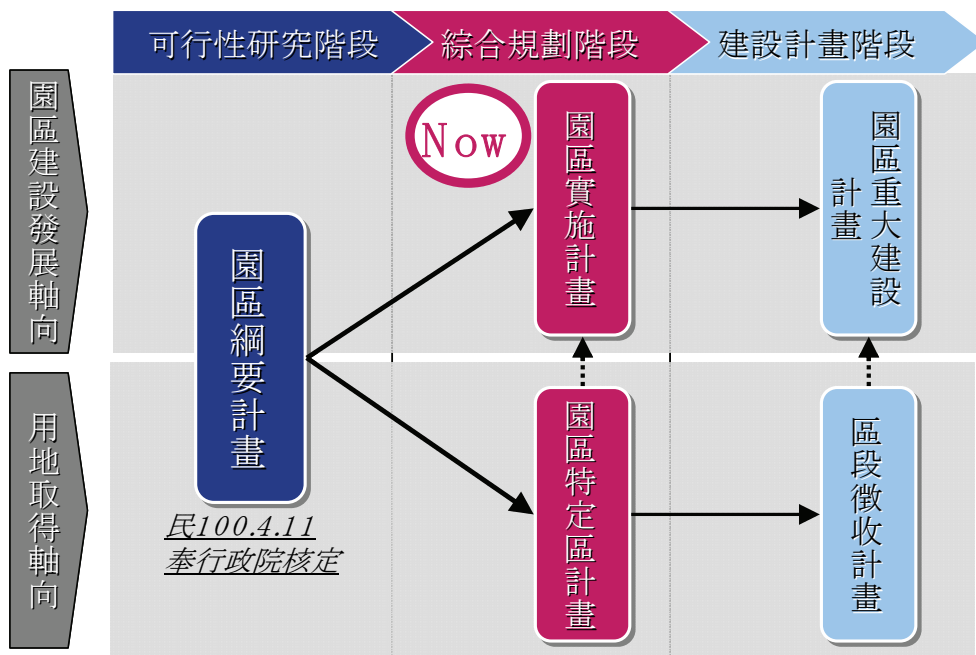 可行性研究階段
綜合規劃階段
建設計畫階段
園區建設發展軸向
Now
園區實施計畫
園區重大建設
計畫
園區綱要計畫
民100.4.11
奉行政院核定
用地取得軸向
園區特定區計畫
區段徵收計畫